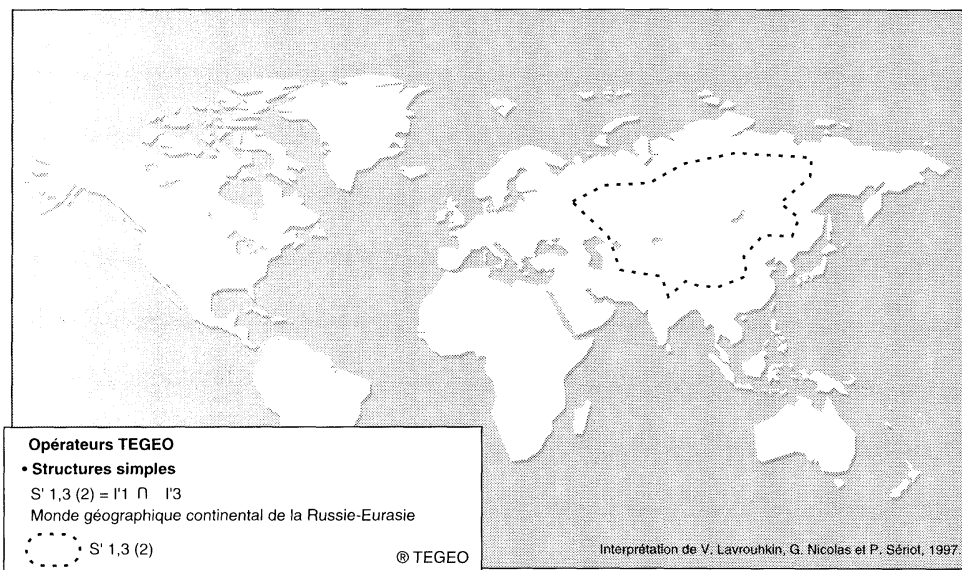 Opérateurs TEGEO
• Structures simples
S' 1,3 (2) = I'1 ∩ I'3
Monde géographique continental de la Russie-Eurasie
S' 1,3 (2)
® TEGEO
Interprétation de V. Lavrouhkin, G. Nicolas et P. Sériot, 1997.